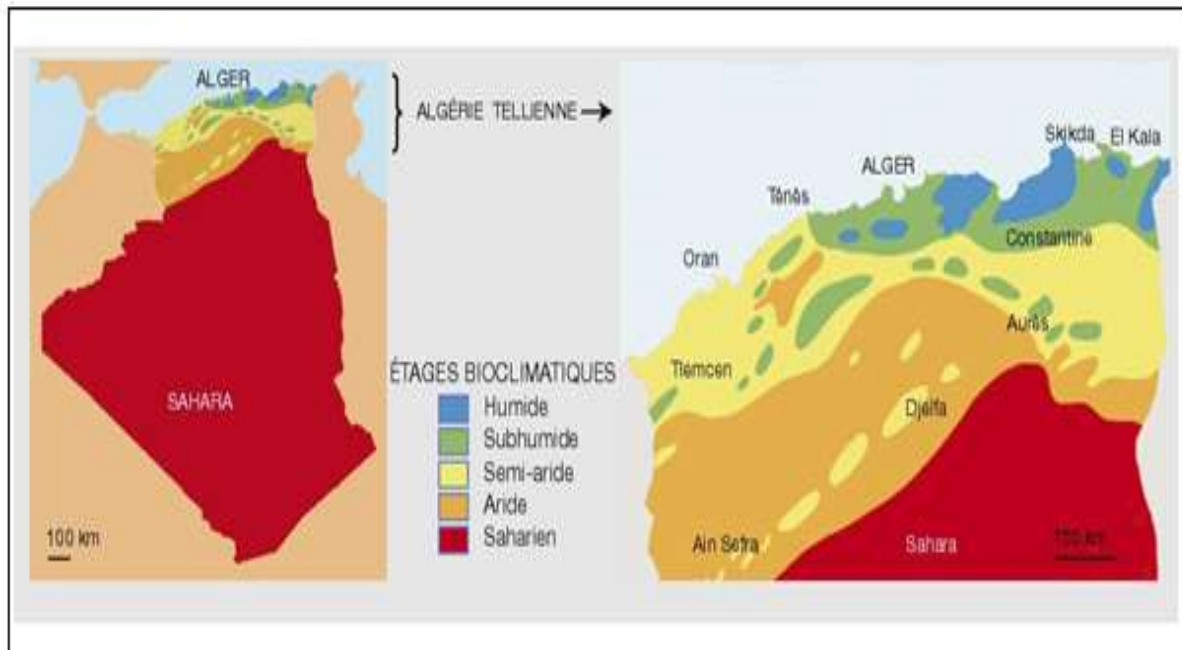 ALGER
ALGÉRIE TELLIENNE
SAHARA
100 km
ÉTAGES BIOCLIMATIQUES
Humide
Subhumide
Semi-aride
Aride
Saharien
Skikda
El Kala
ALGER
Ténès
Constantine
Oran
Aurès
Tlemcen
Djelfa
Ain Sefra
Sahara
100 km